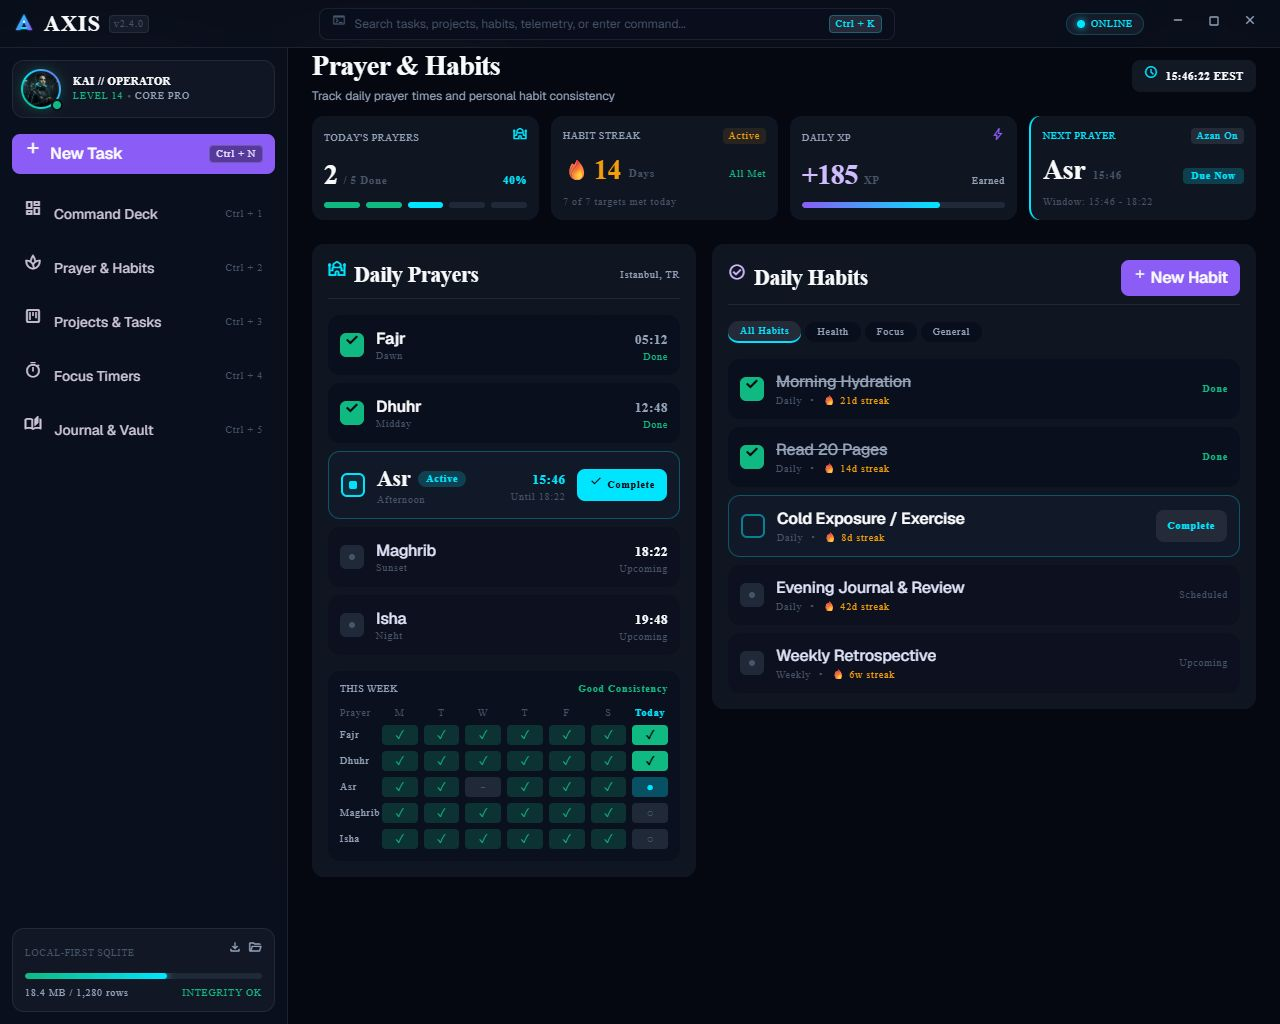 AXIS v2.4.0
Search tasks, projects, habits, telemetry, or enter command... Ctrl + K
ONLINE
KAI // OPERATOR
LEVEL 14 • CORE PRO
New Task Ctrl + N
Command Deck Ctrl + 1
Prayer & Habits Ctrl + 2
Projects & Tasks Ctrl + 3
Focus Timers Ctrl + 4
Journal & Vault Ctrl + 5
LOCAL-FIRST SQLITE
18.4 MB / 1,280 rows INTEGRITY OK
Prayer & Habits
Track daily prayer times and personal habit consistency
15:46:22 EEST
TODAY'S PRAYERS
2 / 5 Done 40%
HABIT STREAK Active
14 Days All Met
7 of 7 targets met today
DAILY XP
+185 XP Earned
NEXT PRAYER Azan On
Asr 15:46 Due Now
Window: 15:46 - 18:22
Daily Prayers Istanbul, TR
Fajr 05:12
Dawn Done
Dhuhr 12:48
Midday Done
Asr Active 15:46 Complete
Afternoon Until 18:22
Maghrib 18:22
Sunset Upcoming
Isha 19:48
Night Upcoming
THIS WEEK Good Consistency
Prayer M T W T F S Today
Fajr ✓ ✓ ✓ ✓ ✓ ✓ ✓
Dhuhr ✓ ✓ ✓ ✓ ✓ ✓ ✓
Asr ✓ ✓ – ✓ ✓ ✓ ●
Maghrib ✓ ✓ ✓ ✓ ✓ ✓ ○
Isha ✓ ✓ ✓ ✓ ✓ ✓ ○
Daily Habits + New Habit
All Habits Health Focus General
Morning Hydration Done
Daily • 21d streak
Read 20 Pages Done
Daily • 14d streak
Cold Exposure / Exercise Complete
Daily • 8d streak
Evening Journal & Review Scheduled
Daily • 42d streak
Weekly Retrospective Upcoming
Weekly • 6w streak